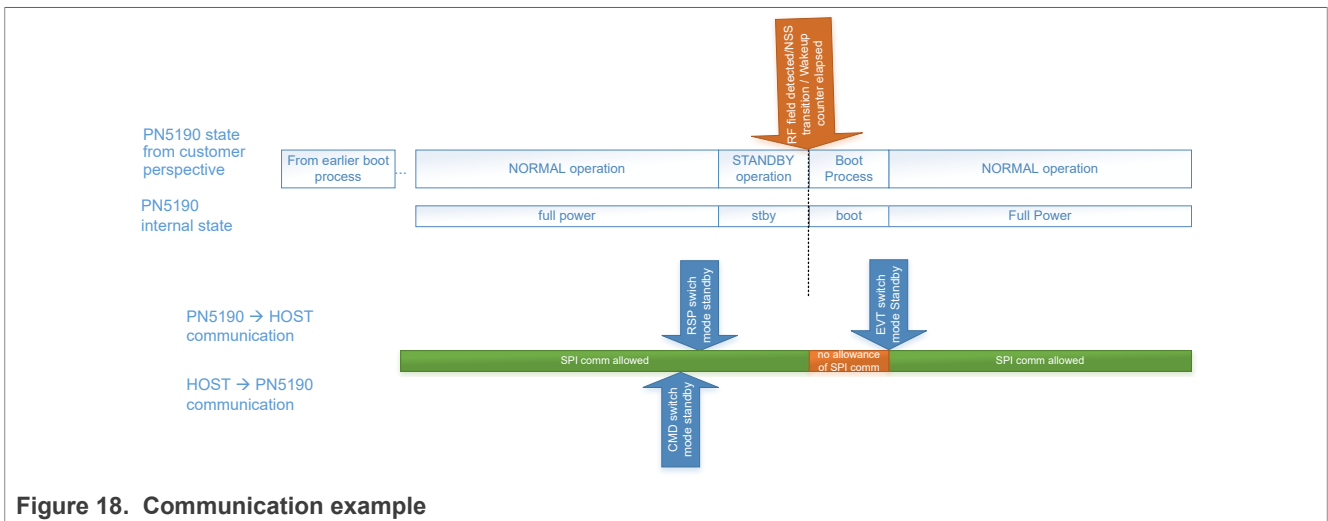 RF field detected/NSS
transition / Wakeup
counter elapsed
PN5190 state
from customer
perspective
From earlier boot
process
...
NORMAL operation
STANDBY
operation
Boot
Process
NORMAL operation
PN5190
internal state
full power
stby
boot
Full Power
RSP swich
mode standby
EVT switch
mode Standby
PN5190 → HOST
communication
SPI comm allowed
no allowance
of SPI comm
SPI comm allowed
HOST → PN5190
communication
CMD switch
mode standby
Figure 18. Communication example